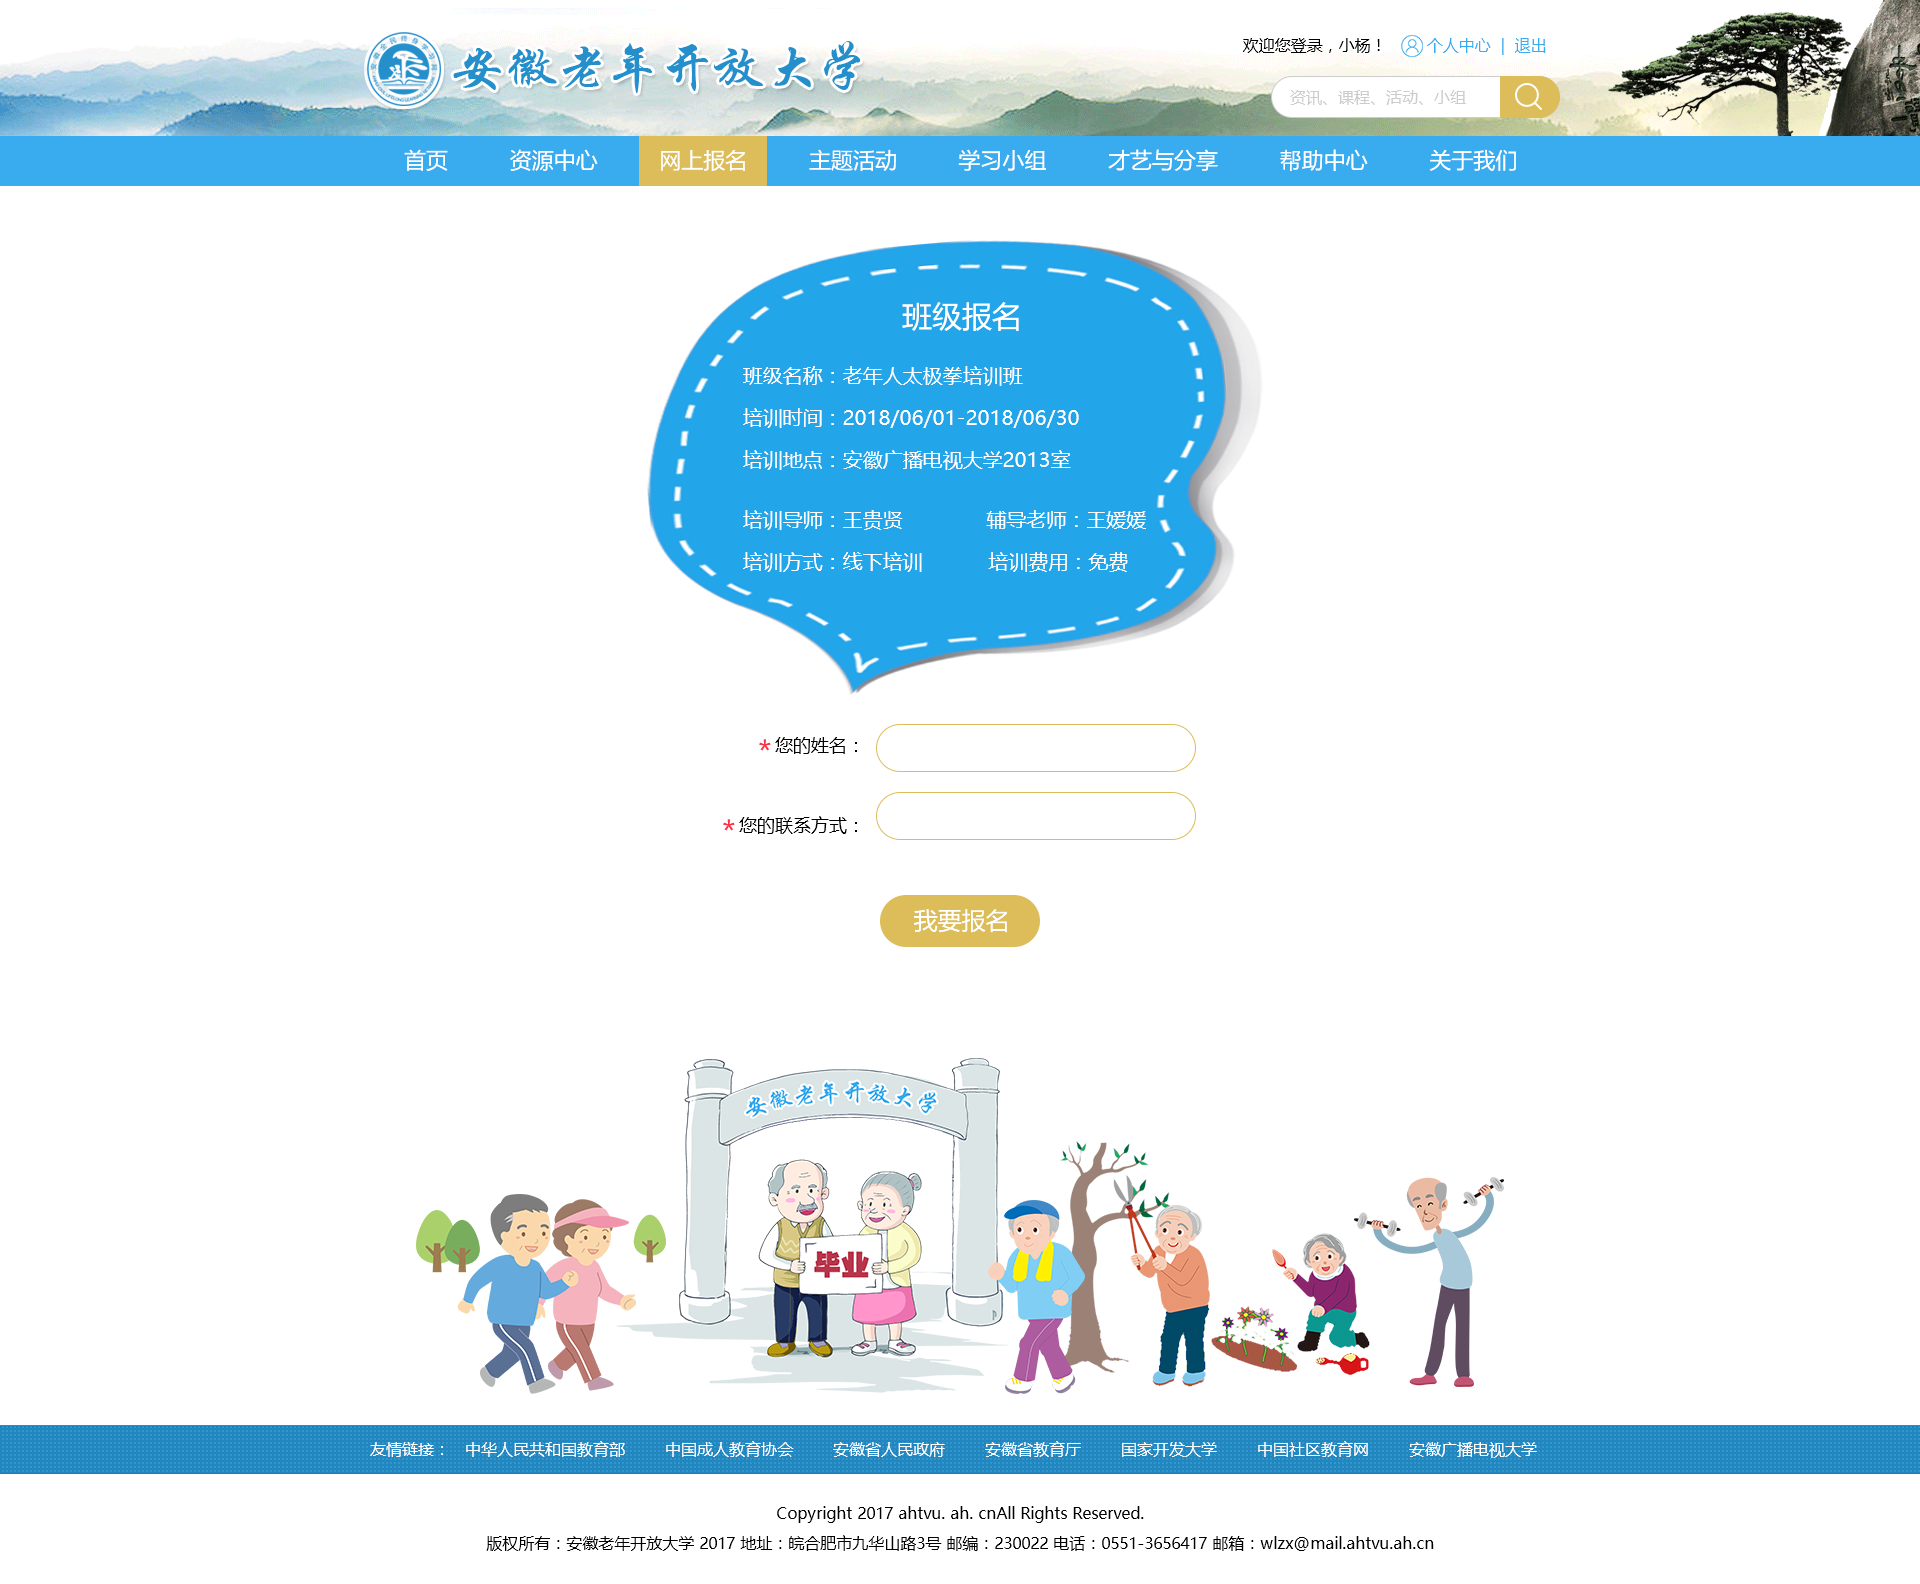 安徽老年开放大学
欢迎您登录，小杨！ 个人中心 | 退出
资讯、课程、活动、小组
首页 资源中心 网上报名 主题活动 学习小组 才艺与分享 帮助中心 关于我们
班级报名
班级名称：老年人太极拳培训班
培训时间：2018/06/01-2018/06/30
培训地点：安徽广播电视大学2013室
培训导师：王贵贤 辅导老师：王媛媛
培训方式：线下培训 培训费用：免费
*您的姓名：
*您的联系方式：
我要报名
安徽老年开放大学
毕业
友情链接： 中华人民共和国教育部 中国成人教育协会 安徽省人民政府 安徽省教育厅 国家开发大学 中国社区教育网 安徽广播电视大学
Copyright 2017 ahtvu. ah. cnAll Rights Reserved.
版权所有：安徽老年开放大学 2017 地址：皖合肥市九华山路3号 邮编：230022 电话：0551-3656417 邮箱：wlzx@mail.ahtvu.ah.cn